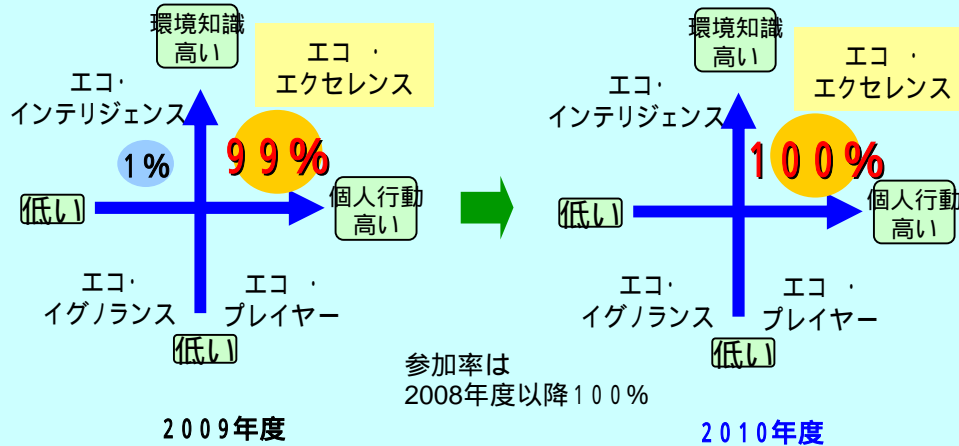 環境知識
高い
エコ・
エクセレンス
エコ・
インテリジェンス
1%
99%
低い
個人行動
高い
エコ・
イグノランス
エコ・
プレイヤー
低い
2009年度
環境知識
高い
エコ・
エクセレンス
エコ・
インテリジェンス
100%
低い
個人行動
高い
エコ・
イグノランス
エコ・
プレイヤー
低い
参加率は
2008年度以降100%
2010年度